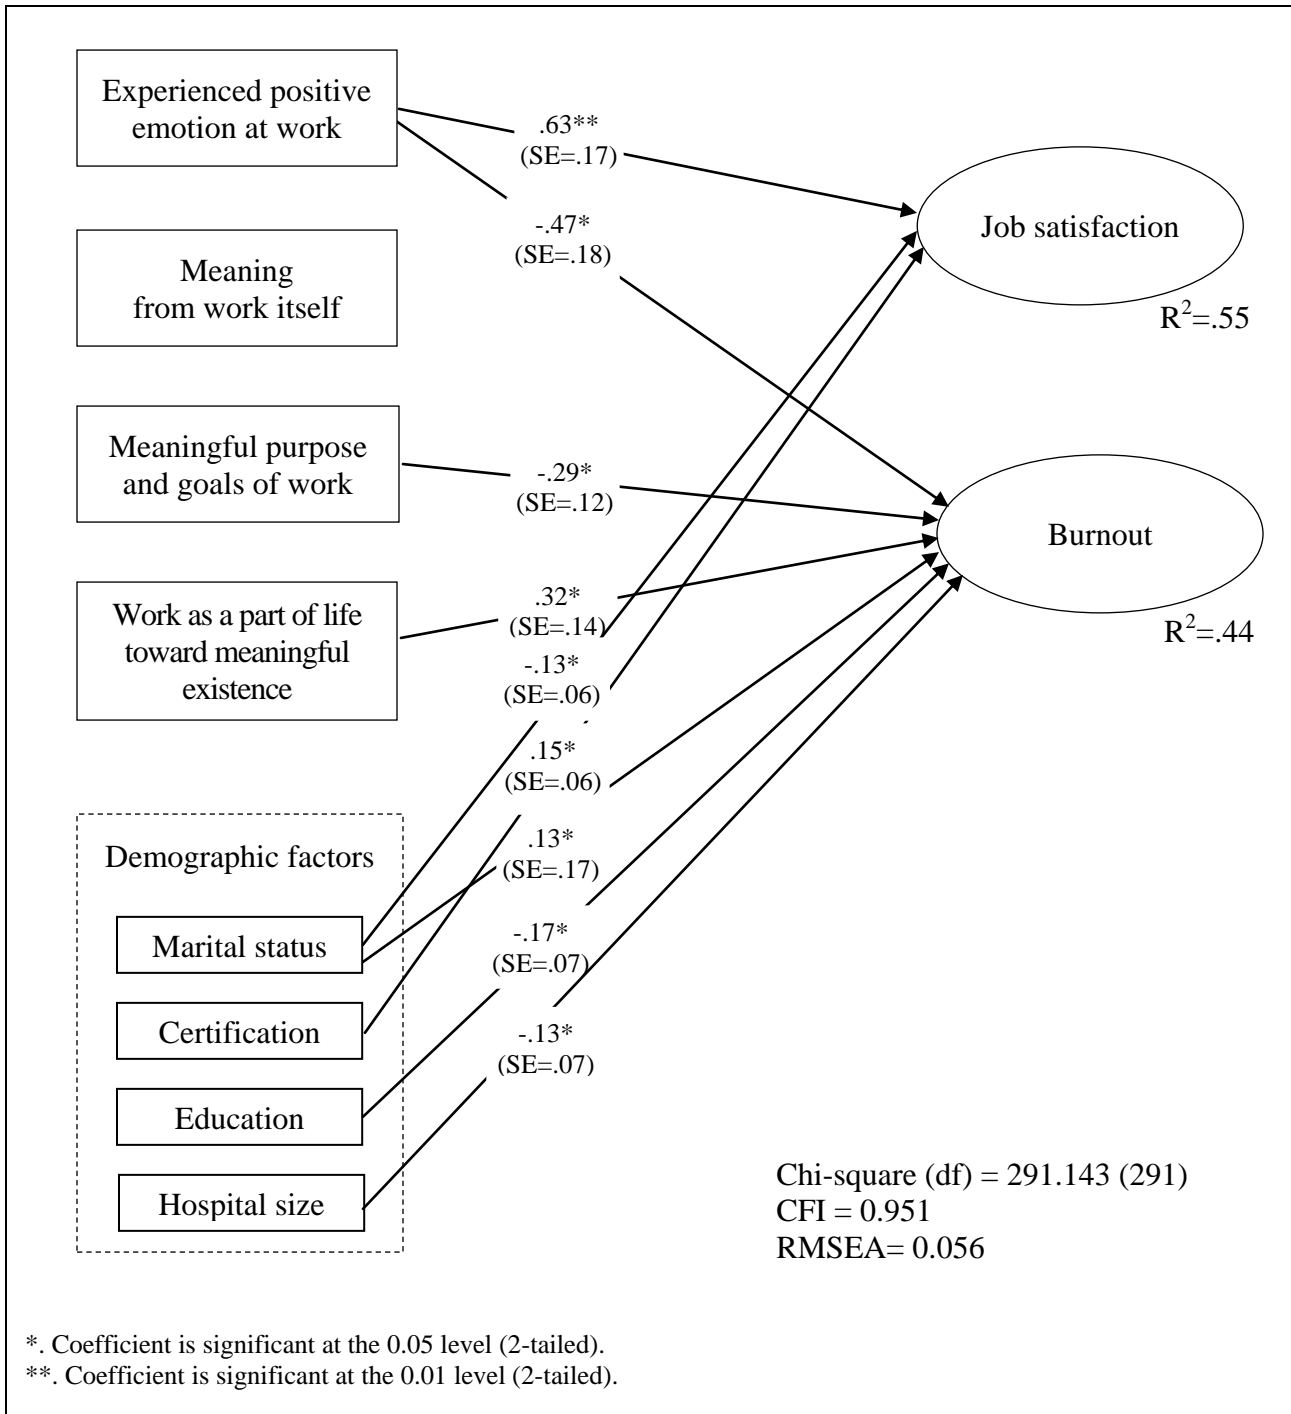 Experienced positive
emotion at work
.63**
(SE=.17)
-.47*
(SE=.18)
Job satisfaction
R²=.55
Meaning
from work itself
Meaningful purpose
and goals of work
-.29*
(SE=.12)
Burnout
R²=.44
Work as a part of life
toward meaningful
existence
.32*
(SE=.14)
-.13*
(SE=.06)
.15*
(SE=.06)
.13*
(SE=.17)
-.17*
(SE=.07)
-.13*
(SE=.07)
Demographic factors
Marital status
Certification
Education
Hospital size
Chi-square (df) = 291.143 (291)
CFI = 0.951
RMSEA= 0.056
*. Coefficient is significant at the 0.05 level (2-tailed).
**. Coefficient is significant at the 0.01 level (2-tailed).